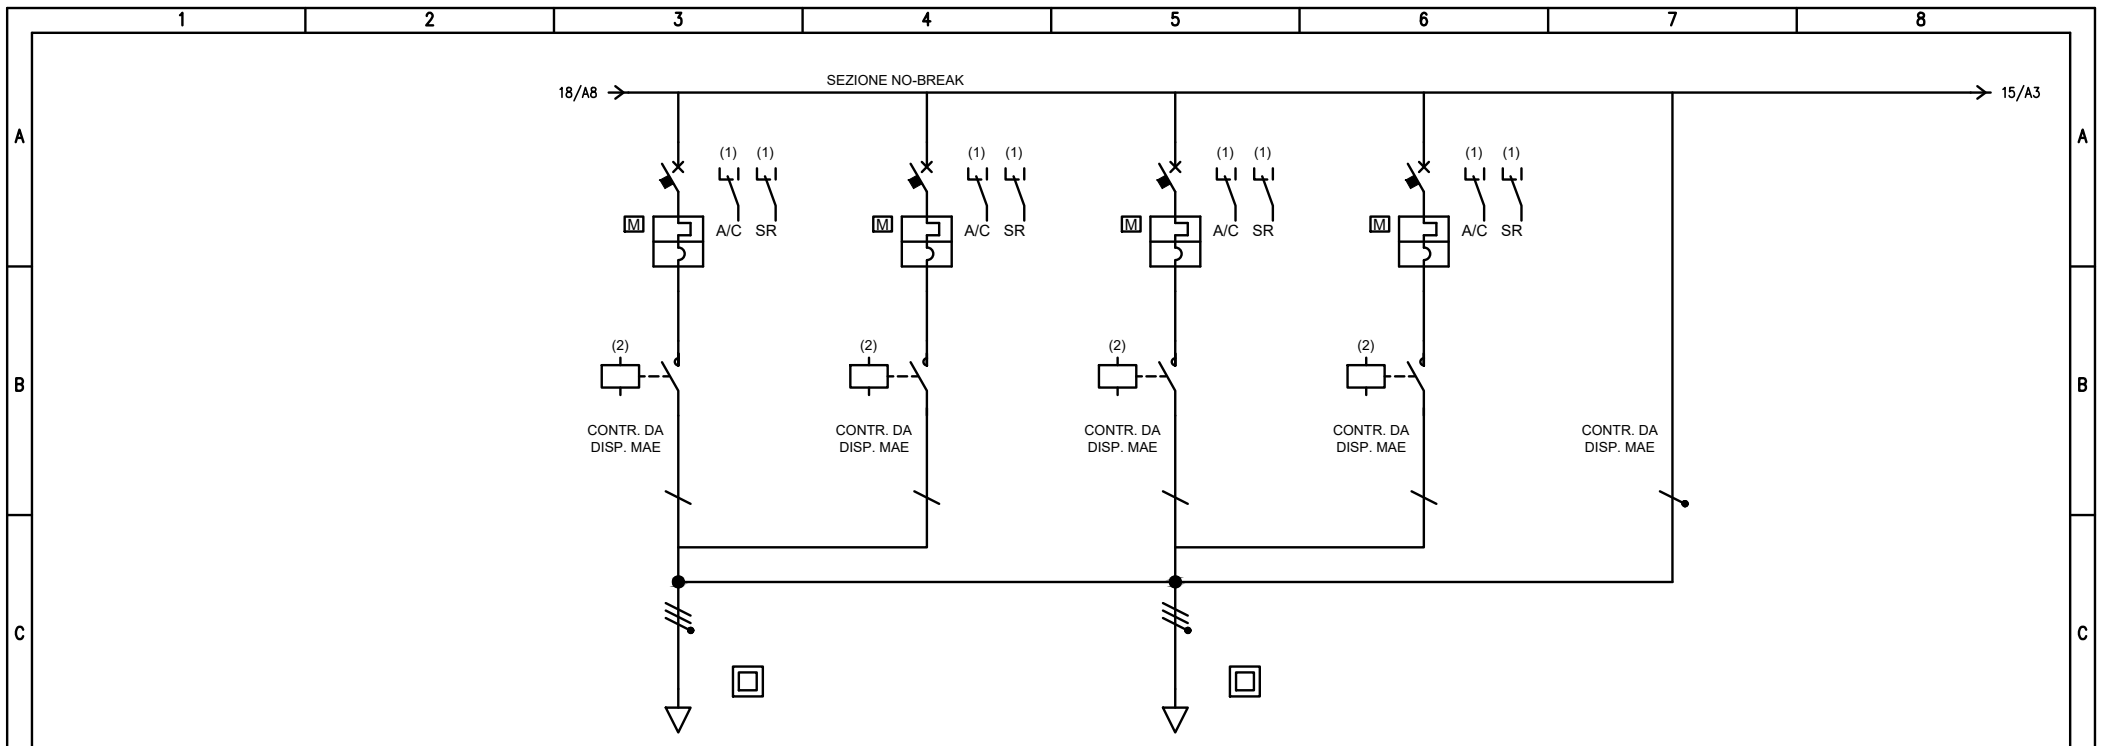 1 2 3 4 5 6 7 8
SEZIONE NO-BREAK
18/A8 15/A3
A A
(1) (1) (1) (1) (1) (1) (1) (1)
M A/C SR M A/C SR M A/C SR M A/C SR
(2) (2) (2) (2)
B B
CONTR. DA CONTR. DA CONTR. DA CONTR. DA CONTR. DA
DISP. MAE DISP. MAE DISP. MAE DISP. MAE DISP. MAE
C C